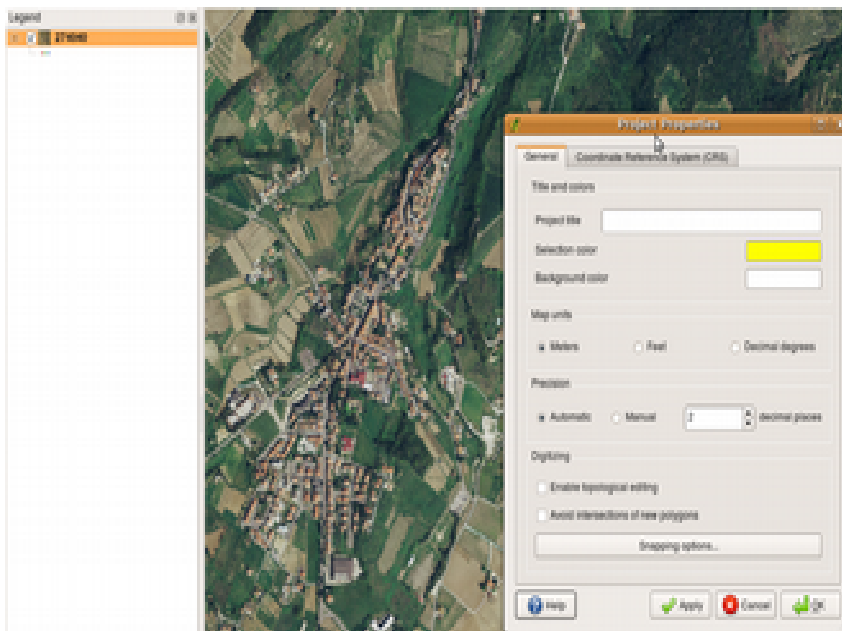 Legend
Project Properties
General
Coordinate Reference System (CRS)
Title and colors
Project title
Selection color
Background color
Map units
Meters
Feet
Decimal degrees
Precision
Automatic
Manual
2
decimal places
Digitizing
Enable topological editing
Avoid intersections of new polygons
Snapping options...
Help
Apply
Cancel
OK